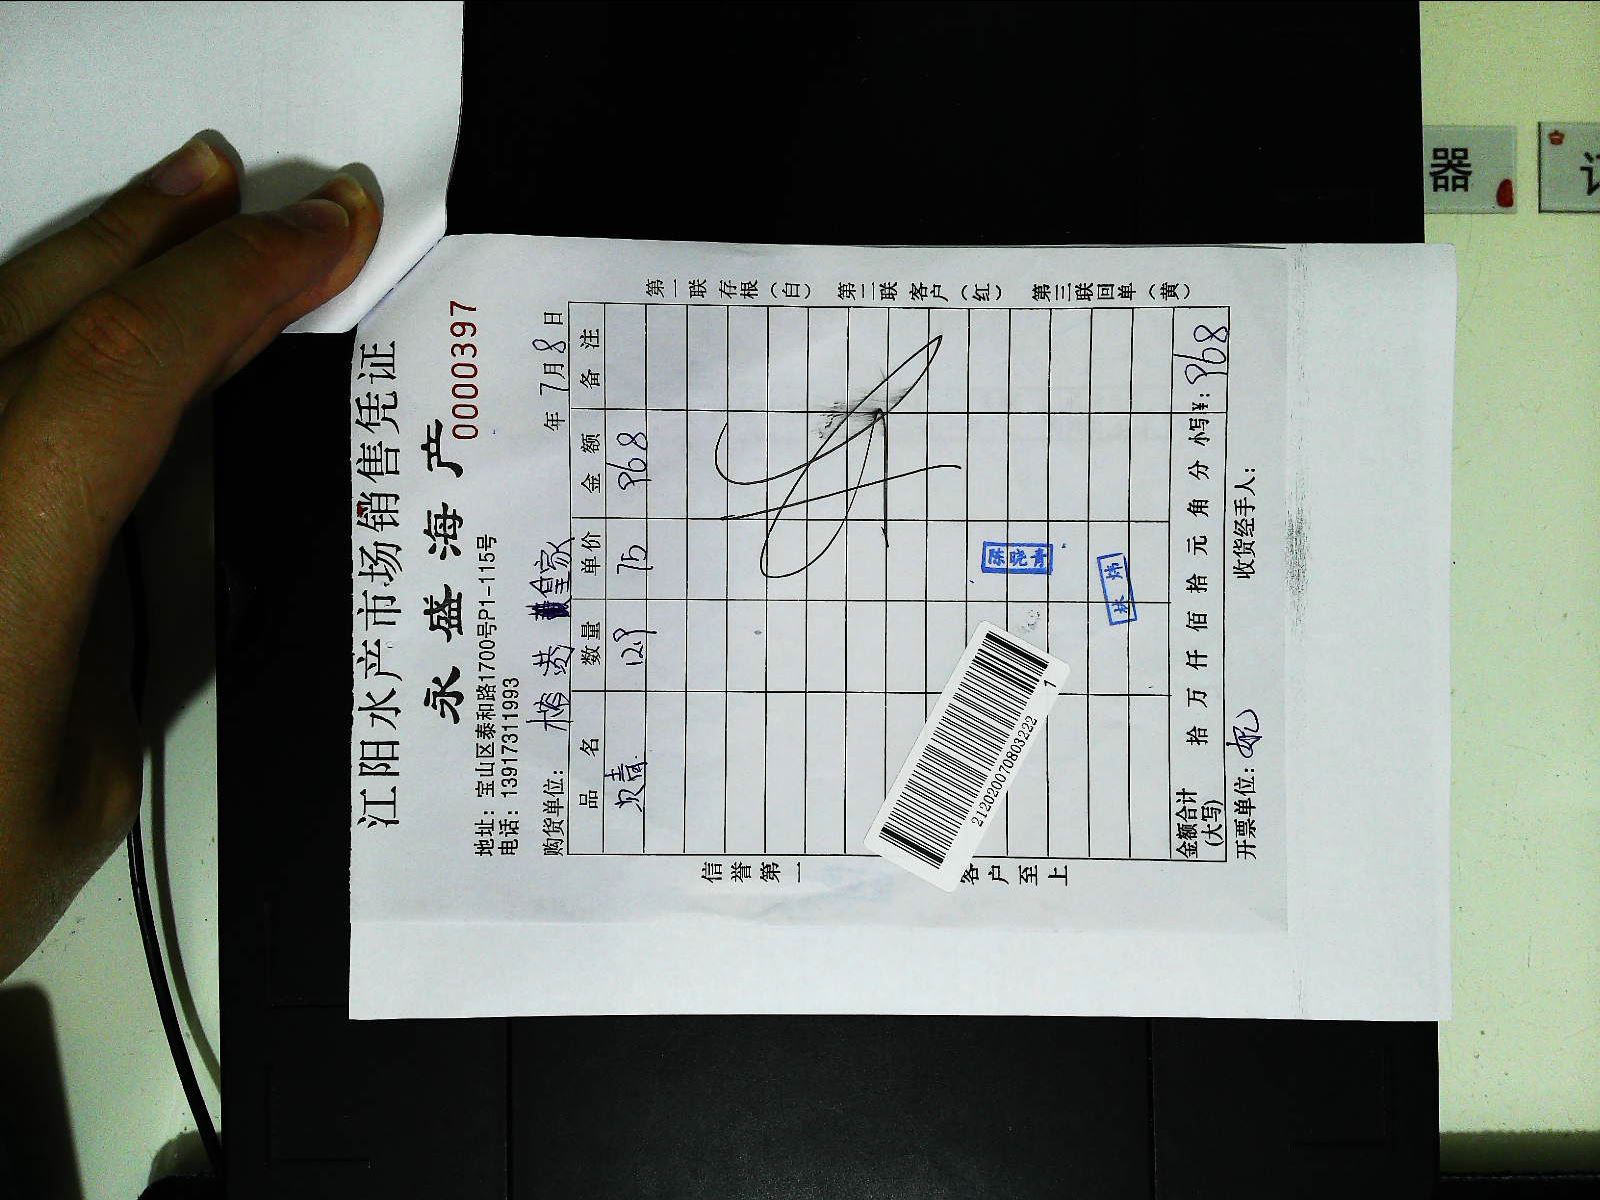 江阳水产市场销售凭证
永盛海产
0000397
地址：宝山区泰和路1700号P1-115号
电话：13917311993
购货单位：
皇家
年 7月8日
品 名 数量 单价 金 额 备 注
129 75 968
第一联存根（白） 第二联客户（红） 第三联回单（黄）
信誉第一 客户至上
陈晓青
林炜
212020070803222 1
金额合计（大写） 拾 万 仟 佰 拾 元 角 分 小写¥：968
开票单位： 收货经手人：
器